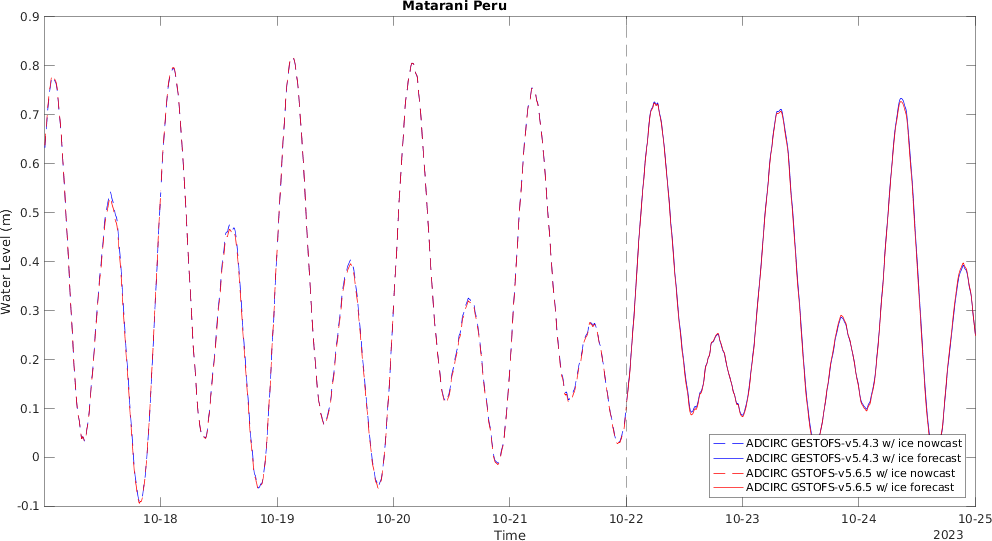 Matarani Peru
0.9
0.8
0.7
0.6
0.5
0.4
0.3
0.2
0.1
0
-0.1
Water Level (m)
ADCIRC GESTOFS-v5.4.3 w/ ice nowcast
ADCIRC GESTOFS-v5.4.3 w/ ice forecast
ADCIRC GSTOFS-v5.6.5 w/ ice nowcast
ADCIRC GSTOFS-v5.6.5 w/ ice forecast
10-18 10-19 10-20 10-21 10-22 10-23 10-24 10-25
Time
2023